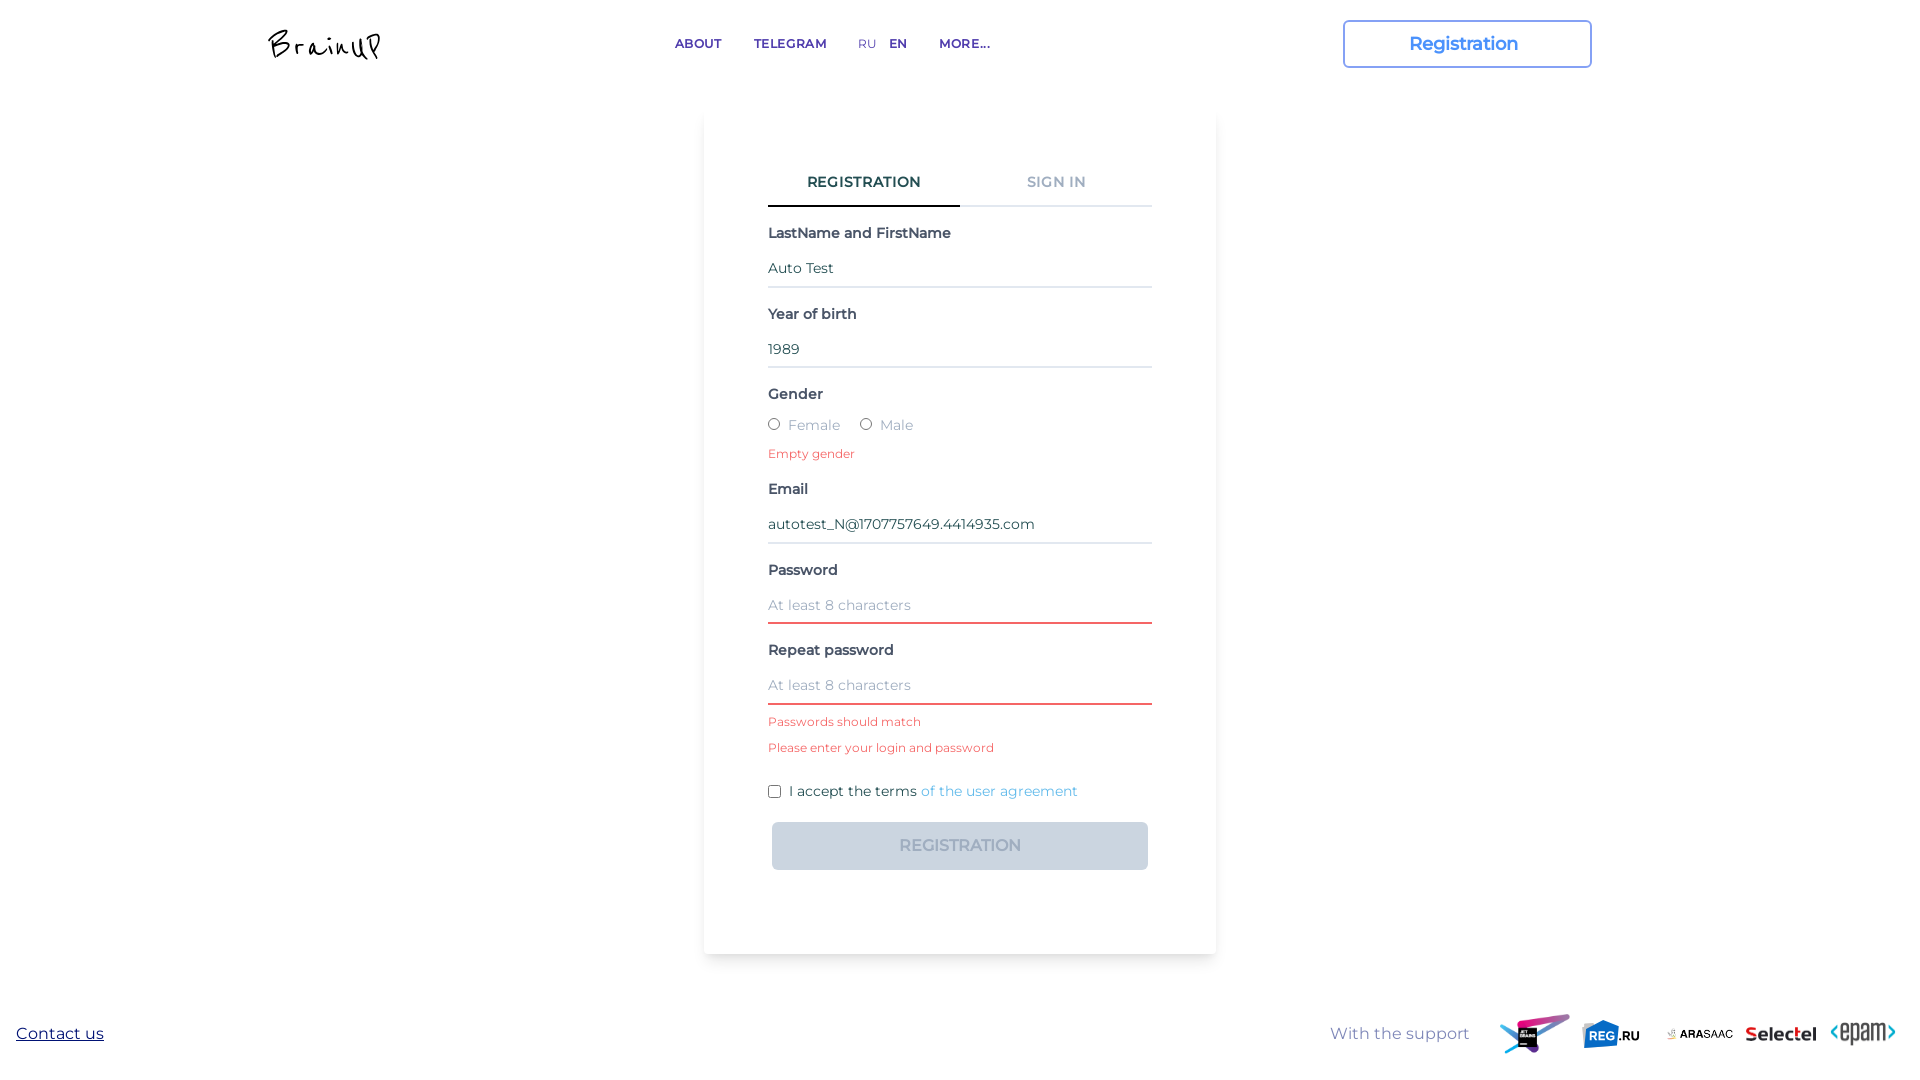 BrainUP
ABOUT TELEGRAM RU EN MORE...
Registration
REGISTRATION SIGN IN
LastName and FirstName
Auto Test
Year of birth
1989
Gender
Female Male
Empty gender
Email
autotest_N@1707757649.4414935.com
Password
At least 8 characters
Repeat password
At least 8 characters
Passwords should match
Please enter your login and password
I accept the terms of the user agreement
REGISTRATION
Contact us
With the support JET BRAINS REG.RU ARASAAC Selectel <epam>